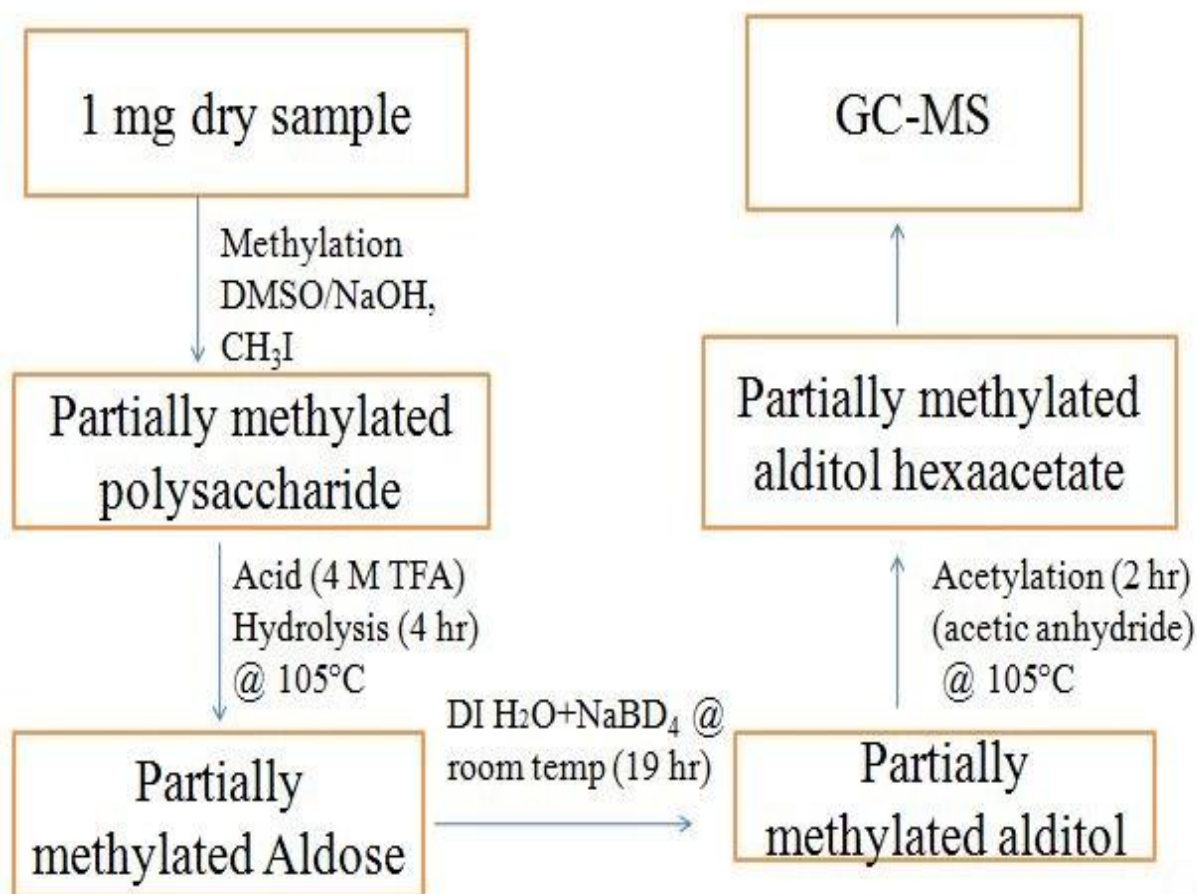 1 mg dry sample
Methylation
DMSO/NaOH,
CH₃I
Partially methylated
polysaccharide
Acid (4 M TFA)
Hydrolysis (4 hr)
@ 105°C
Partially
methylated Aldose
DI H₂O+NaBD₄ @
room temp (19 hr)
Partially
methylated alditol
Acetylation (2 hr)
(acetic anhydride)
@ 105°C
Partially methylated
alditol hexaacetate
GC-MS